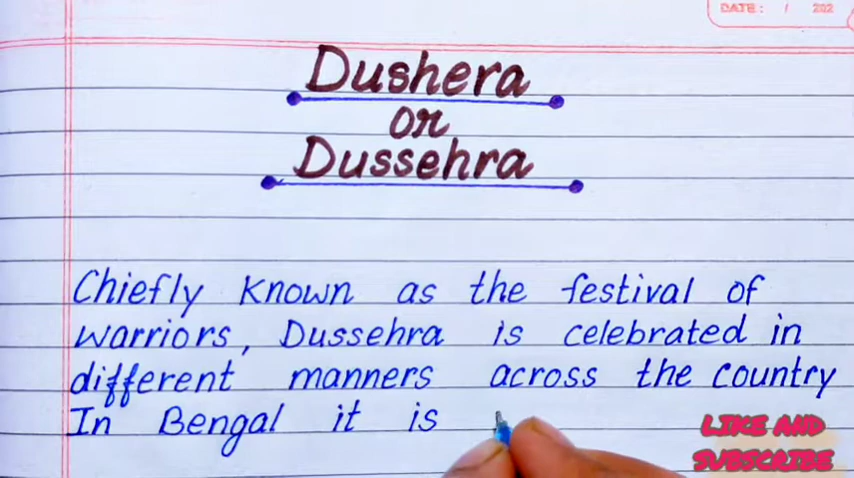 DATE: / 202
Dushera
or
Dussehra
Chiefly known as the festival of
warriors, Dussehra is celebrated in
different manners across the country
In Bengal it is
LIKE AND
SUBSCRIBE